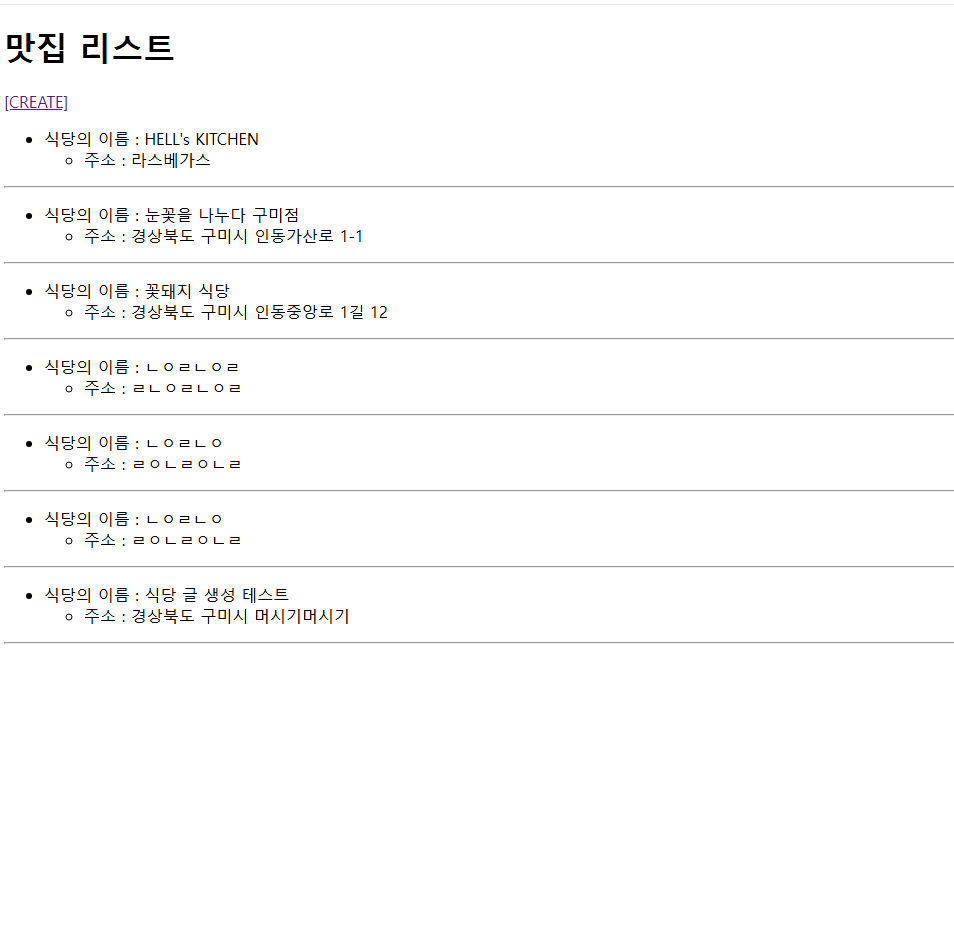 맛집 리스트
[CREATE]
식당의 이름 : HELL's KITCHEN
주소 : 라스베가스
식당의 이름 : 눈꽃을 나누다 구미점
주소 : 경상북도 구미시 인동가산로 1-1
식당의 이름 : 꽃돼지 식당
주소 : 경상북도 구미시 인동중앙로 1길 12
식당의 이름 : ㄴㅇㄹㄴㅇㄹ
주소 : ㄹㄴㅇㄹㄴㅇㄹ
식당의 이름 : ㄴㅇㄹㄴㅇ
주소 : ㄹㅇㄴㄹㅇㄴㄹ
식당의 이름 : ㄴㅇㄹㄴㅇ
주소 : ㄹㅇㄴㄹㅇㄴㄹ
식당의 이름 : 식당 글 생성 테스트
주소 : 경상북도 구미시 머시기머시기